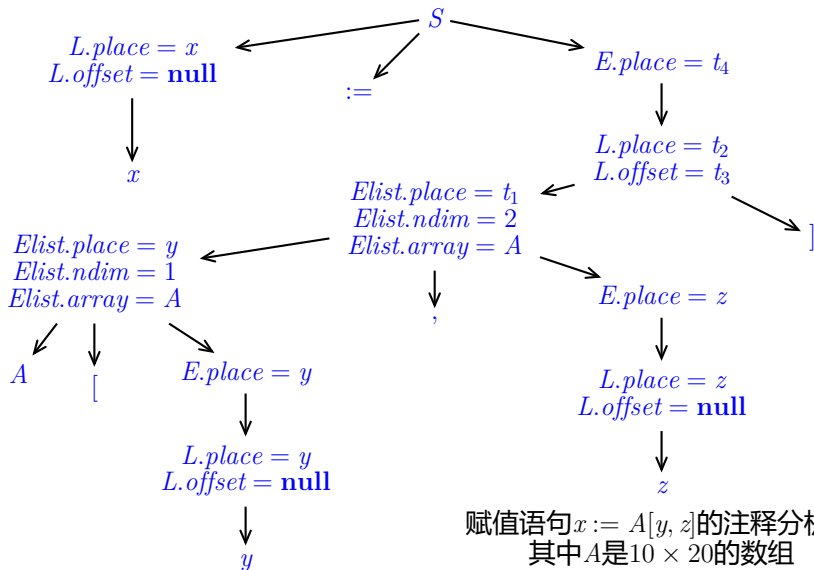 S
L.place = x
L.offset = null
:=
E.place = t₄
x
L.place = t₂
L.offset = t₃
Elist.place = t₁
Elist.ndim = 2
Elist.array = A
]
Elist.place = y
Elist.ndim = 1
Elist.array = A
,
E.place = z
A
[
E.place = y
L.place = z
L.offset = null
L.place = y
L.offset = null
z
y
赋值语句x := A[y, z]的注释分析
其中A是10 × 20的数组